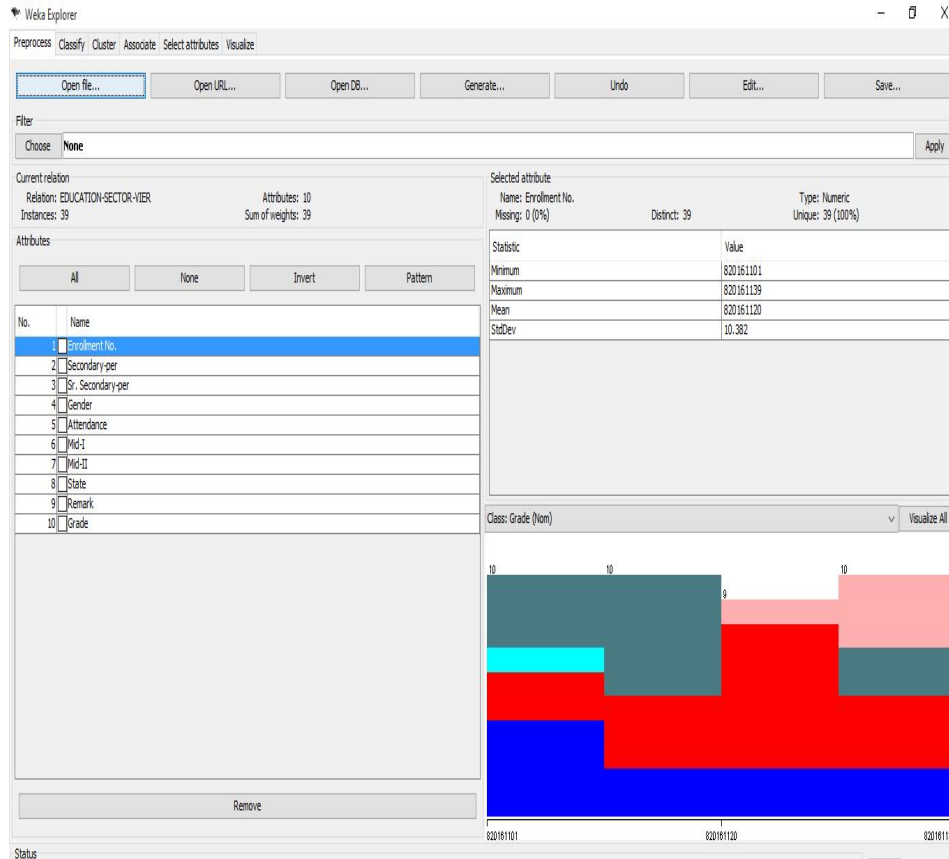 Weka Explorer
Preprocess Classify Cluster Associate Select attributes Visualize
Open file... Open URL... Open DB... Generate... Undo Edit... Save...
Filter
Choose None Apply
Current relation
Relation: EDUCATION-SECTOR-VIER Attributes: 10
Instances: 39 Sum of weights: 39
Attributes
All None Invert Pattern
No. Name
1 Enrollment No.
2 Secondary-per
3 Sr. Secondary-per
4 Gender
5 Attendance
6 Mid-I
7 Mid-II
8 State
9 Remark
10 Grade
Remove
Status
Selected attribute
Name: Enrollment No. Type: Numeric
Missing: 0 (0%) Distinct: 39 Unique: 39 (100%)
Statistic Value
Minimum 820161101
Maximum 820161139
Mean 820161120
StdDev 10.382
Class: Grade (Nom) Visualize All
10 10 9 10
820161101 820161120